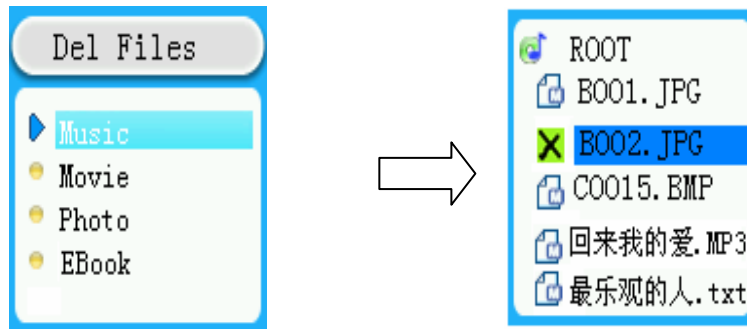 Del Files
Music
Movie
Photo
EBook
ROOT
B001.JPG
B002.JPG
C0015.BMP
回来我的爱.MP3
最乐观的人.txt